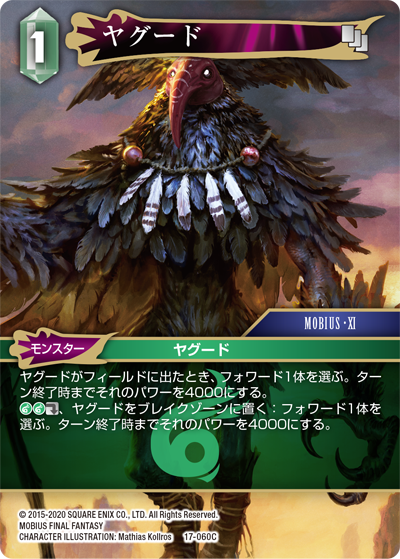 1
ヤグード
MOBIUS・XI
モンスター
ヤグード
ヤグードがフィールドに出たとき、フォワード1体を選ぶ。ター
ン終了時までそれのパワーを4000にする。
、ヤグードをブレイクゾーンに置く：フォワード1体を
選ぶ。ターン終了時までそれのパワーを4000にする。
© 2015-2020 SQUARE ENIX CO., LTD. All Rights Reserved.
MOBIUS FINAL FANTASY
CHARACTER ILLUSTRATION: Mathias Kollros
17-060C